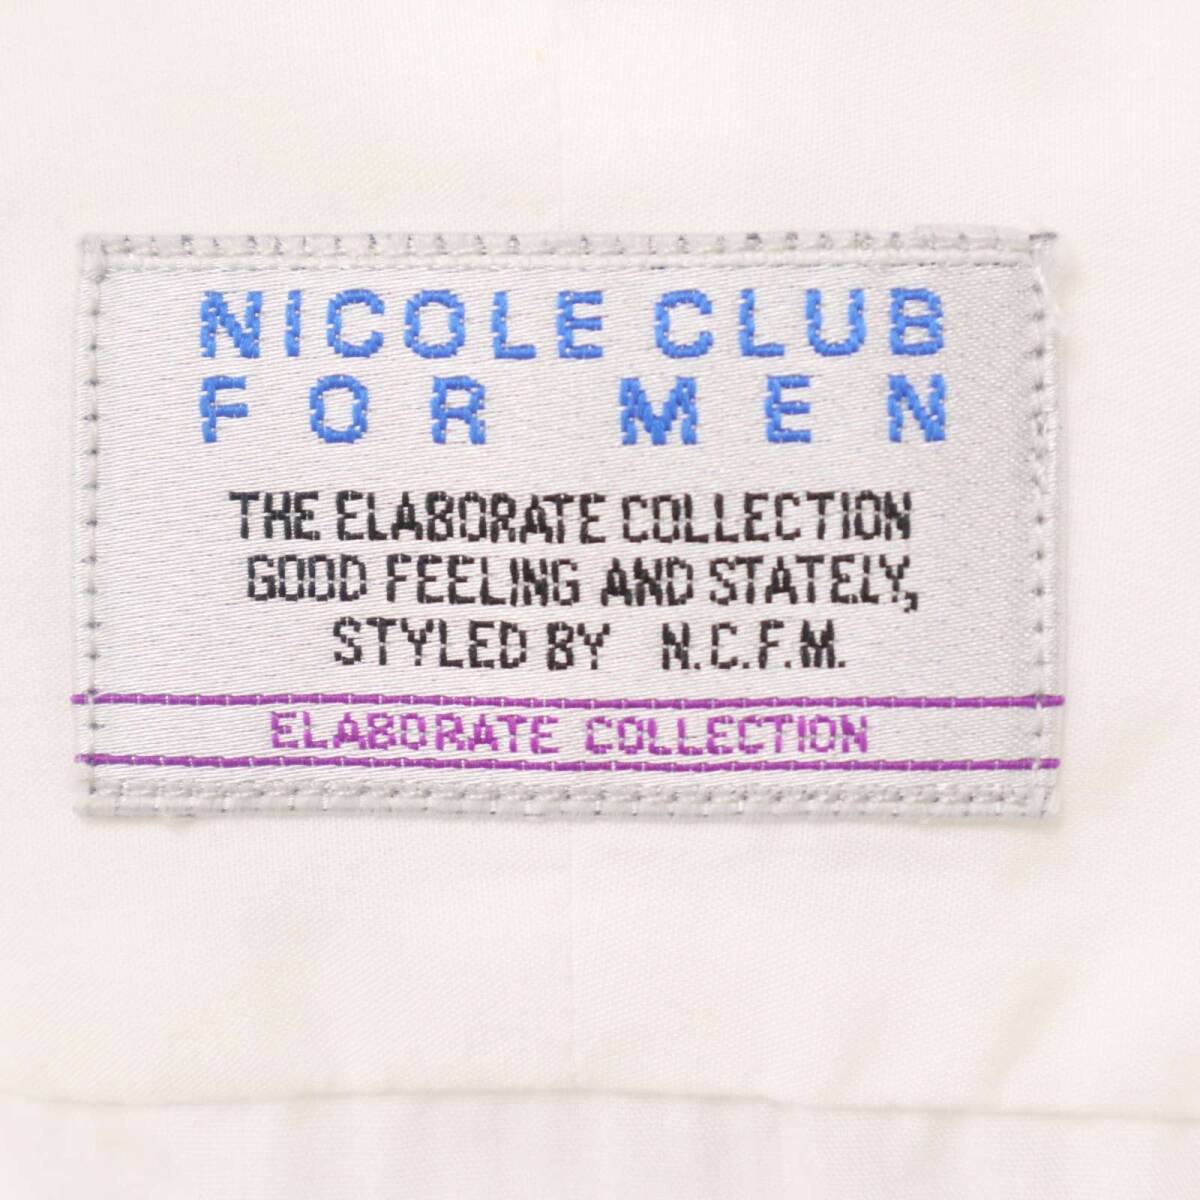 NICOLE CLUB
FOR MEN
THE ELABORATE COLLECTION
GOOD FEELING AND STATELY,
STYLED BY N.C.F.M.
ELABORATE COLLECTION